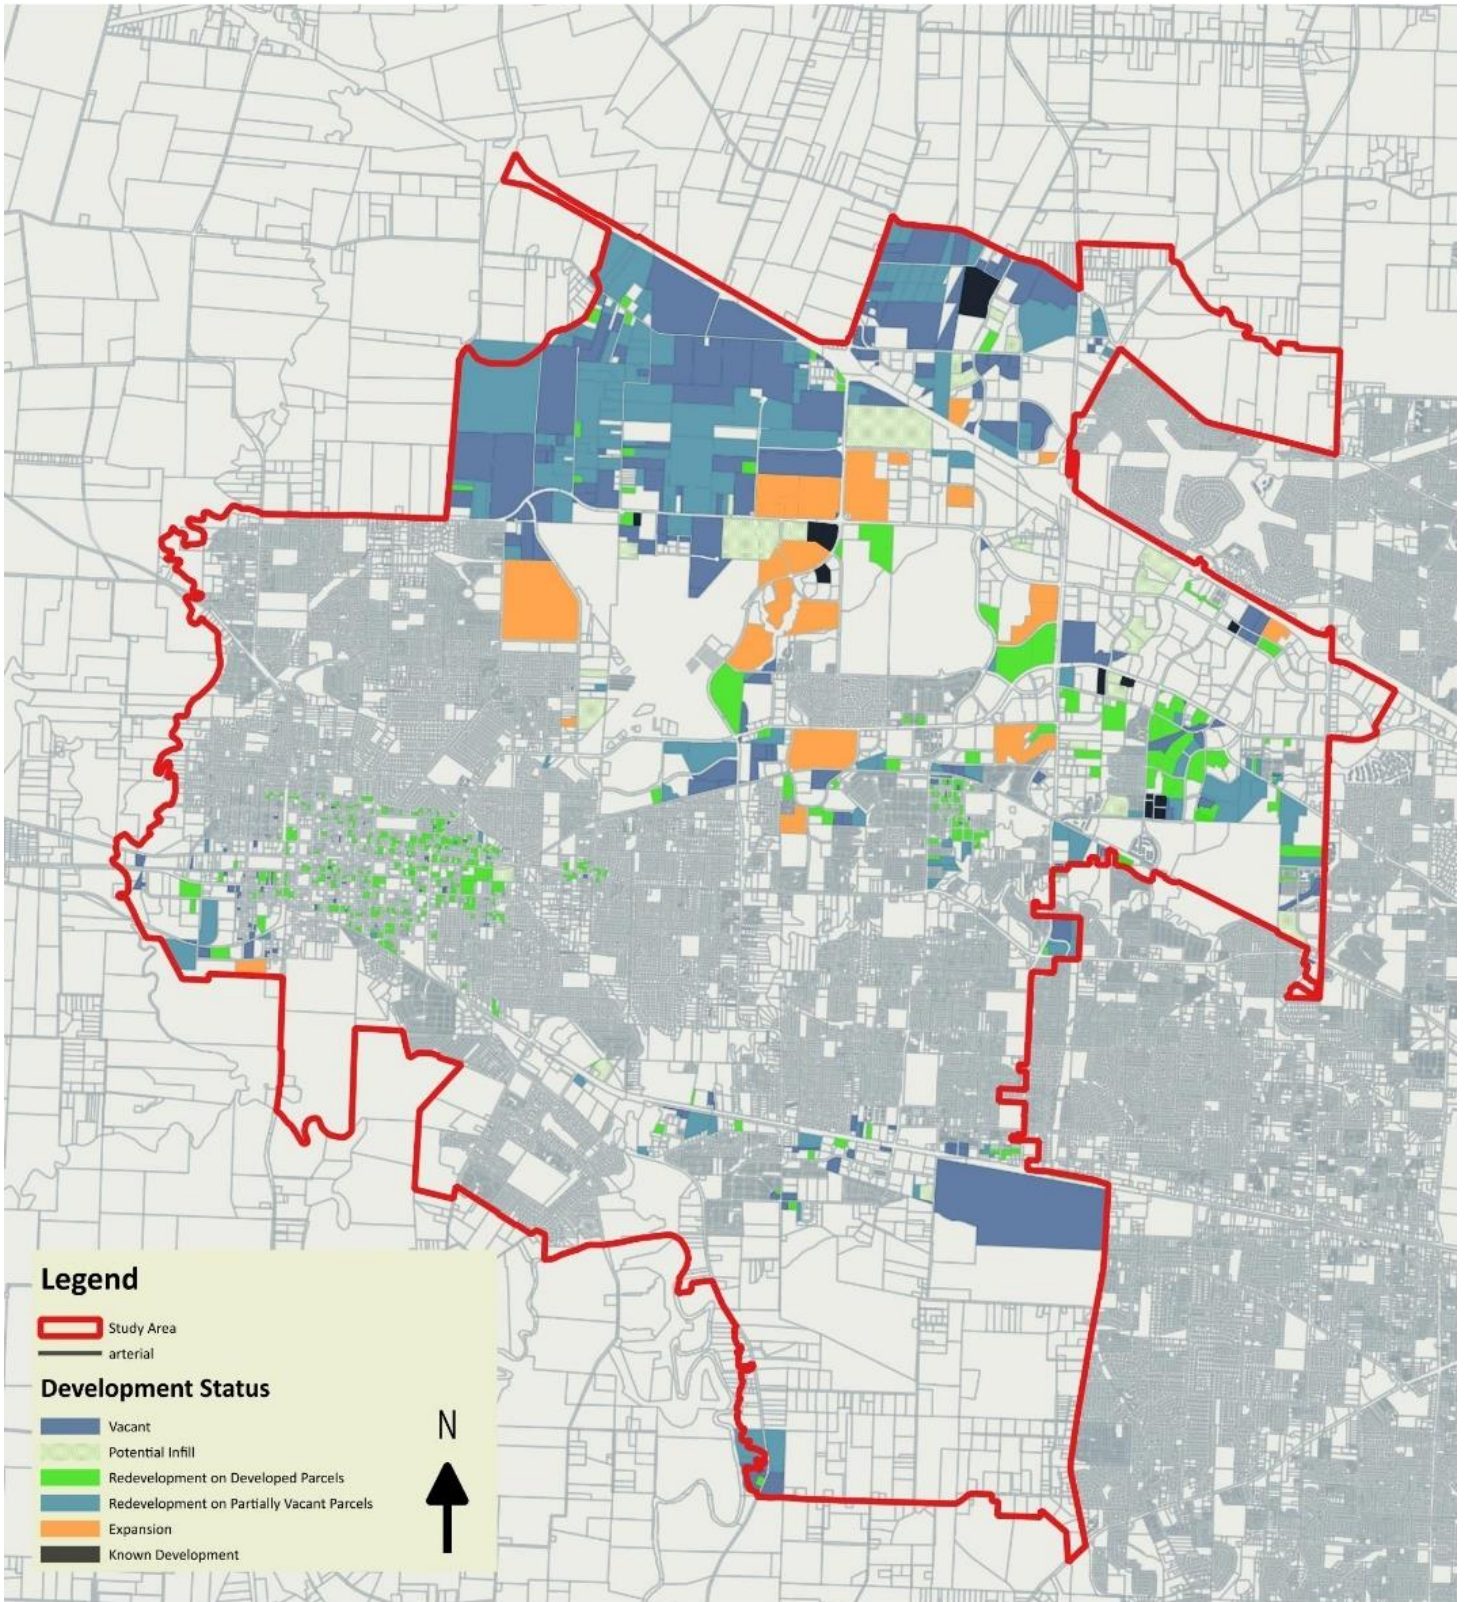 Legend
Study Area
arterial
Development Status
Vacant
Potential Infill
Redevelopment on Developed Parcels
Redevelopment on Partially Vacant Parcels
Expansion
Known Development
N